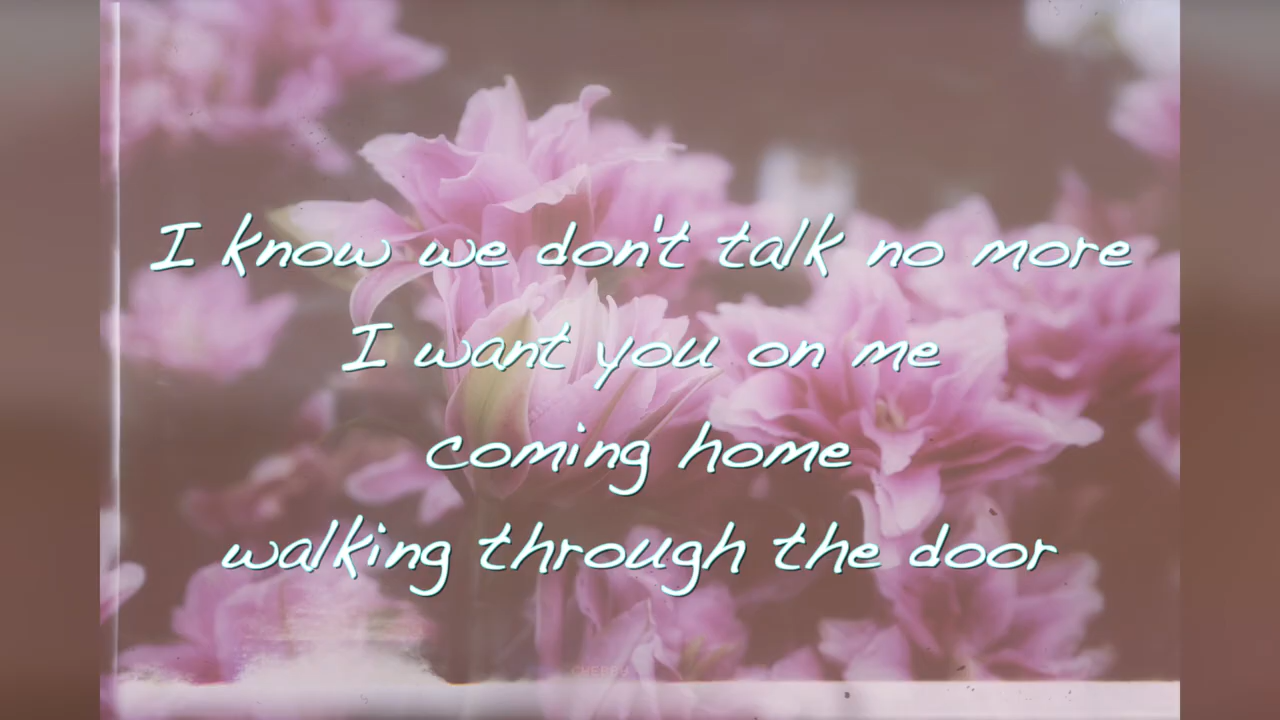 I know we don't talk no more
I want you on me
coming home
walking through the door